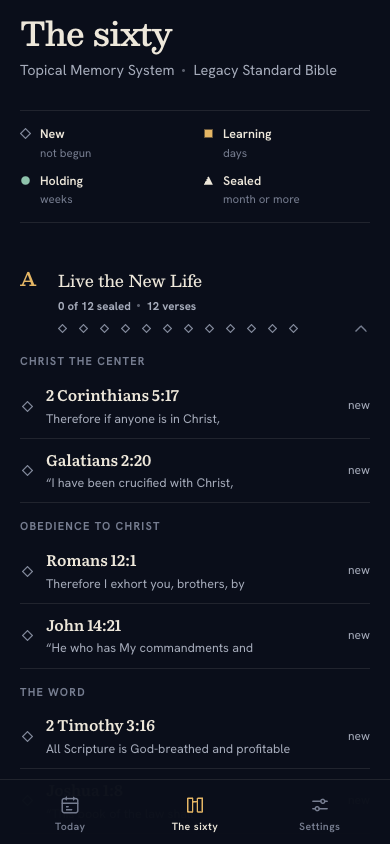 The sixty
Topical Memory System • Legacy Standard Bible
New
not begun
Learning
days
Holding
weeks
Sealed
month or more
A Live the New Life
0 of 12 sealed • 12 verses
CHRIST THE CENTER
2 Corinthians 5:17
Therefore if anyone is in Christ,
new
Galatians 2:20
“I have been crucified with Christ,
new
OBEDIENCE TO CHRIST
Romans 12:1
Therefore I exhort you, brothers, by
new
John 14:21
“He who has My commandments and
new
THE WORD
2 Timothy 3:16
All Scripture is God-breathed and profitable
new
Joshua 1:8
Today
The sixty
Settings